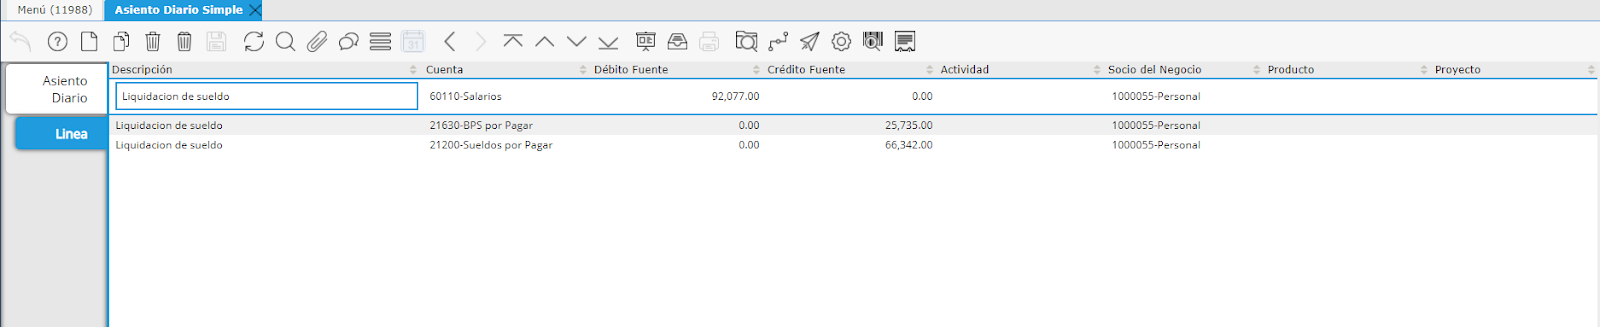 Menú (11988) Asiento Diario Simple
31
Asiento
Diario
Linea
Descripción Cuenta Débito Fuente Crédito Fuente Actividad Socio del Negocio Producto Proyecto
Liquidacion de sueldo 60110-Salarios 92,077.00 0.00 1000055-Personal
Liquidacion de sueldo 21630-BPS por Pagar 0.00 25,735.00 1000055-Personal
Liquidacion de sueldo 21200-Sueldos por Pagar 0.00 66,342.00 1000055-Personal